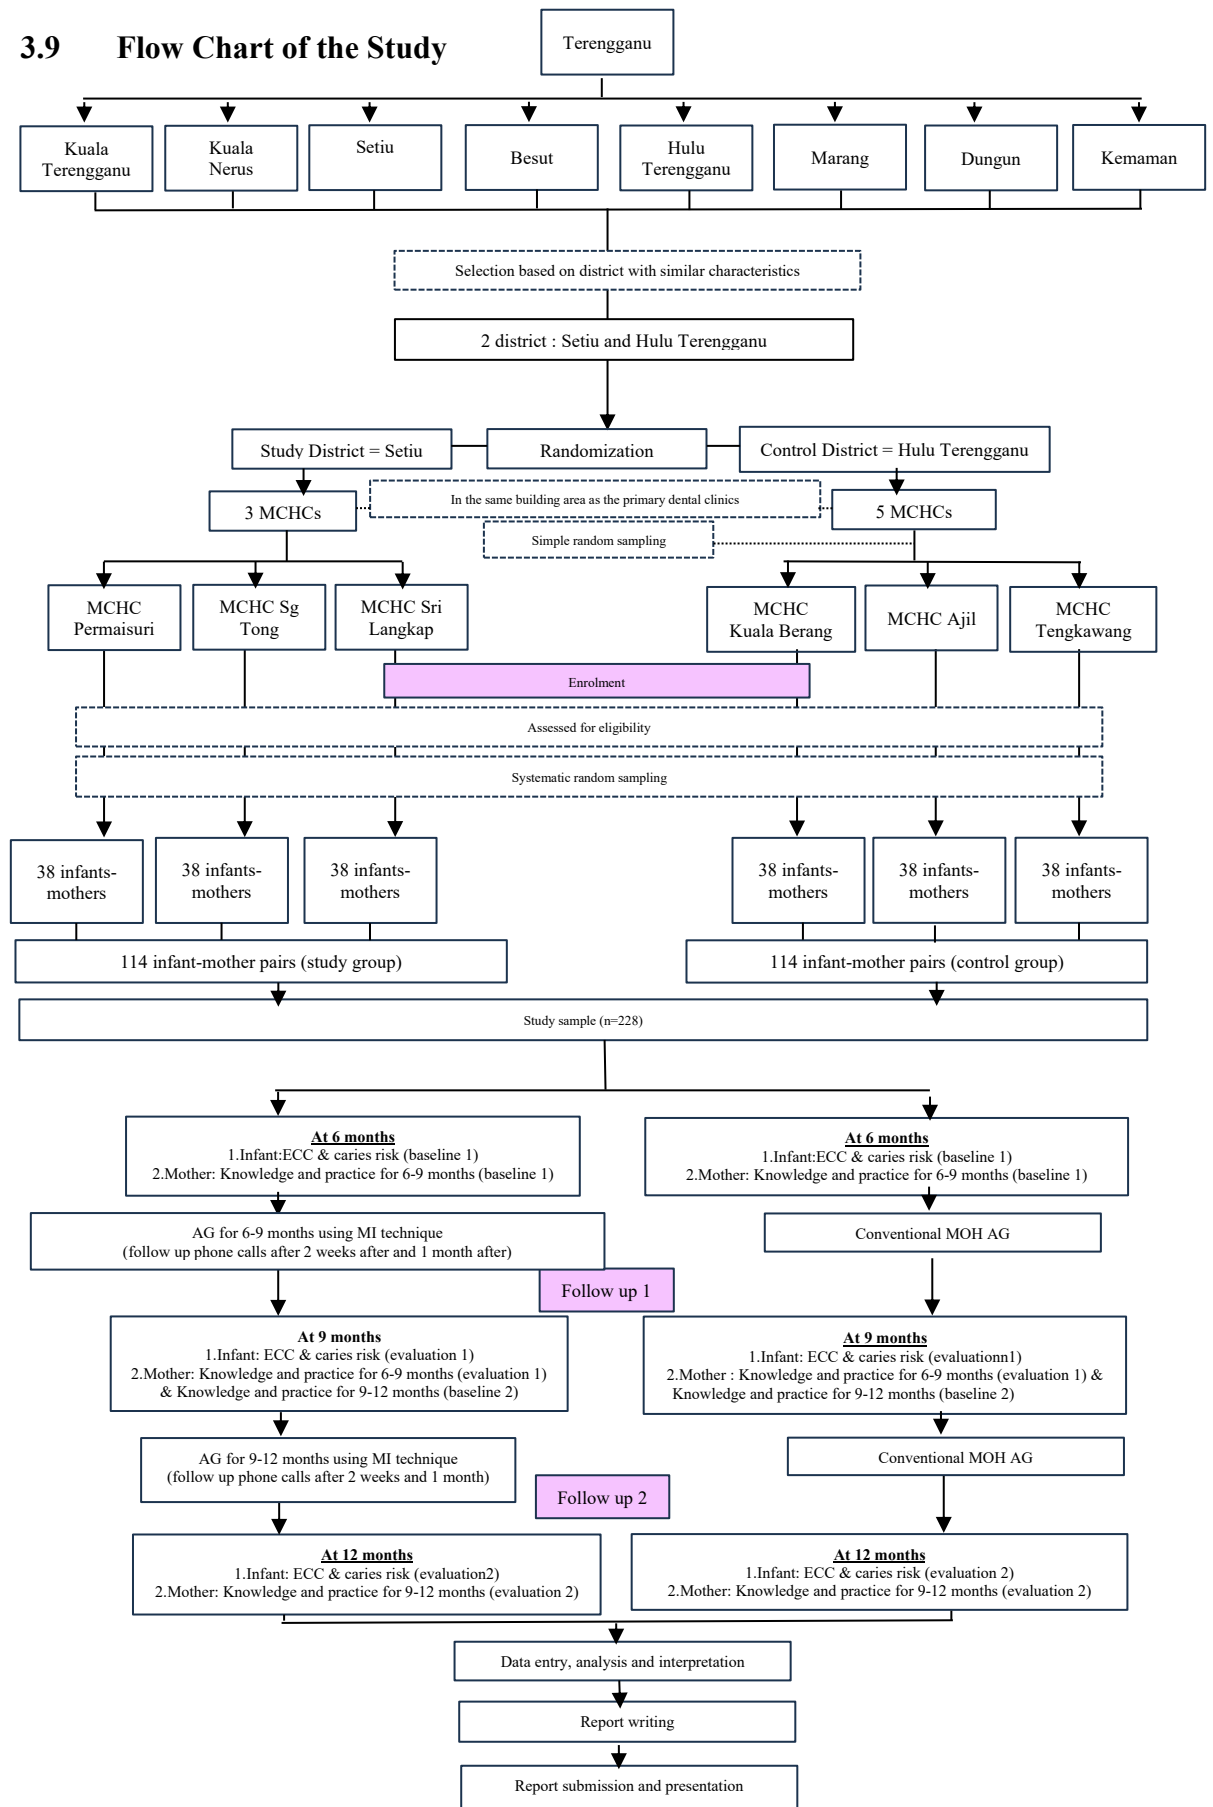 3.9 Flow Chart of the Study
Terengganu
Kuala
Terengganu
Kuala
Nerus
Setiu
Besut
Hulu
Terengganu
Marang
Dungun
Kemaman
Selection based on district with similar characteristics
2 district : Setiu and Hulu Terengganu
Study District = Setiu
Randomization
Control District = Hulu Terengganu
3 MCHCs
In the same building area as the primary dental clinics
5 MCHCs
Simple random sampling
MCHC
Permaisuri
MCHC Sg
Tong
MCHC Sri
Langkap
MCHC
Kuala Berang
MCHC Ajil
MCHC
Tengkawang
Enrolment
Assessed for eligibility
Systematic random sampling
38 infants-
mothers
38 infants-
mothers
38 infants-
mothers
38 infants-
mothers
38 infants-
mothers
38 infants-
mothers
114 infant-mother pairs (study group)
114 infant-mother pairs (control group)
Study sample (n=228)
At 6 months
1.Infant:ECC & caries risk (baseline 1)
2.Mother: Knowledge and practice for 6-9 months (baseline 1)
At 6 months
1.Infant:ECC & caries risk (baseline 1)
2.Mother: Knowledge and practice for 6-9 months (baseline 1)
AG for 6-9 months using MI technique
(follow up phone calls after 2 weeks after and 1 month after)
Conventional MOH AG
Follow up 1
At 9 months
1.Infant: ECC & caries risk (evaluation 1)
2.Mother: Knowledge and practice for 6-9 months (evaluation 1)
& Knowledge and practice for 9-12 months (baseline 2)
At 9 months
1.Infant: ECC & caries risk (evaluationn1)
2.Mother : Knowledge and practice for 6-9 months (evaluation 1) &
Knowledge and practice for 9-12 months (baseline 2)
AG for 9-12 months using MI technique
(follow up phone calls after 2 weeks and 1 month)
Conventional MOH AG
Follow up 2
At 12 months
1.Infant: ECC & caries risk (evaluation2)
2.Mother: Knowledge and practice for 9-12 months (evaluation 2)
At 12 months
1.Infant: ECC & caries risk (evaluation 2)
2.Mother: Knowledge and practice for 9-12 months (evaluation 2)
Data entry, analysis and interpretation
Report writing
Report submission and presentation